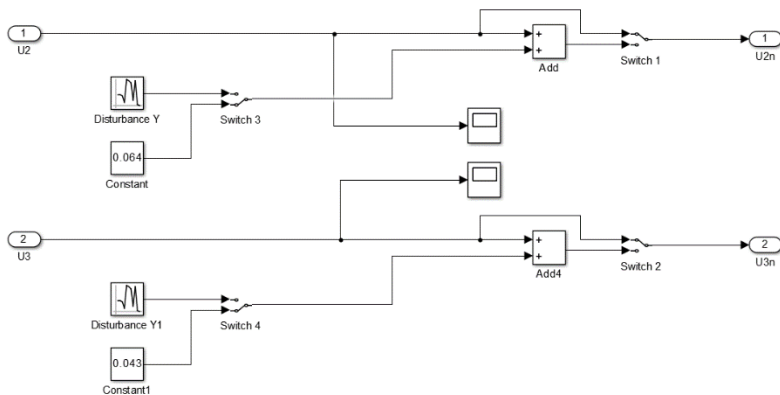 1
U2
+
+
Add
Switch 1
1
U2n
Disturbance Y
Switch 3
0.064
Constant
2
U3
+
+
Add4
Switch 2
2
U3n
Disturbance Y1
Switch 4
0.043
Constant1